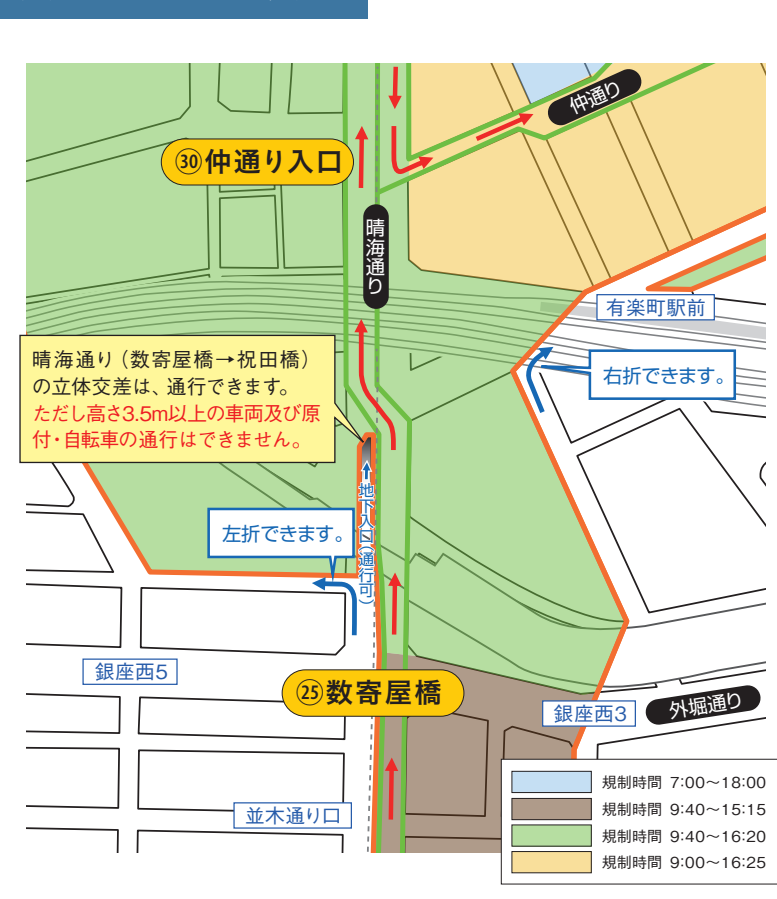 仲通り
㉚仲通り入口
晴海通り
有楽町駅前
晴海通り（数寄屋橋→祝田橋）
の立体交差は、通行できます。
ただし高さ3.5m以上の車両及び原
付・自転車の通行はできません。
右折できます。
←地下入口（通行可）
左折できます。
銀座西5
㉕数寄屋橋
銀座西3
外堀通り
並木通り口
規制時間 7:00〜18:00
規制時間 9:40〜15:15
規制時間 9:40〜16:20
規制時間 9:00〜16:25